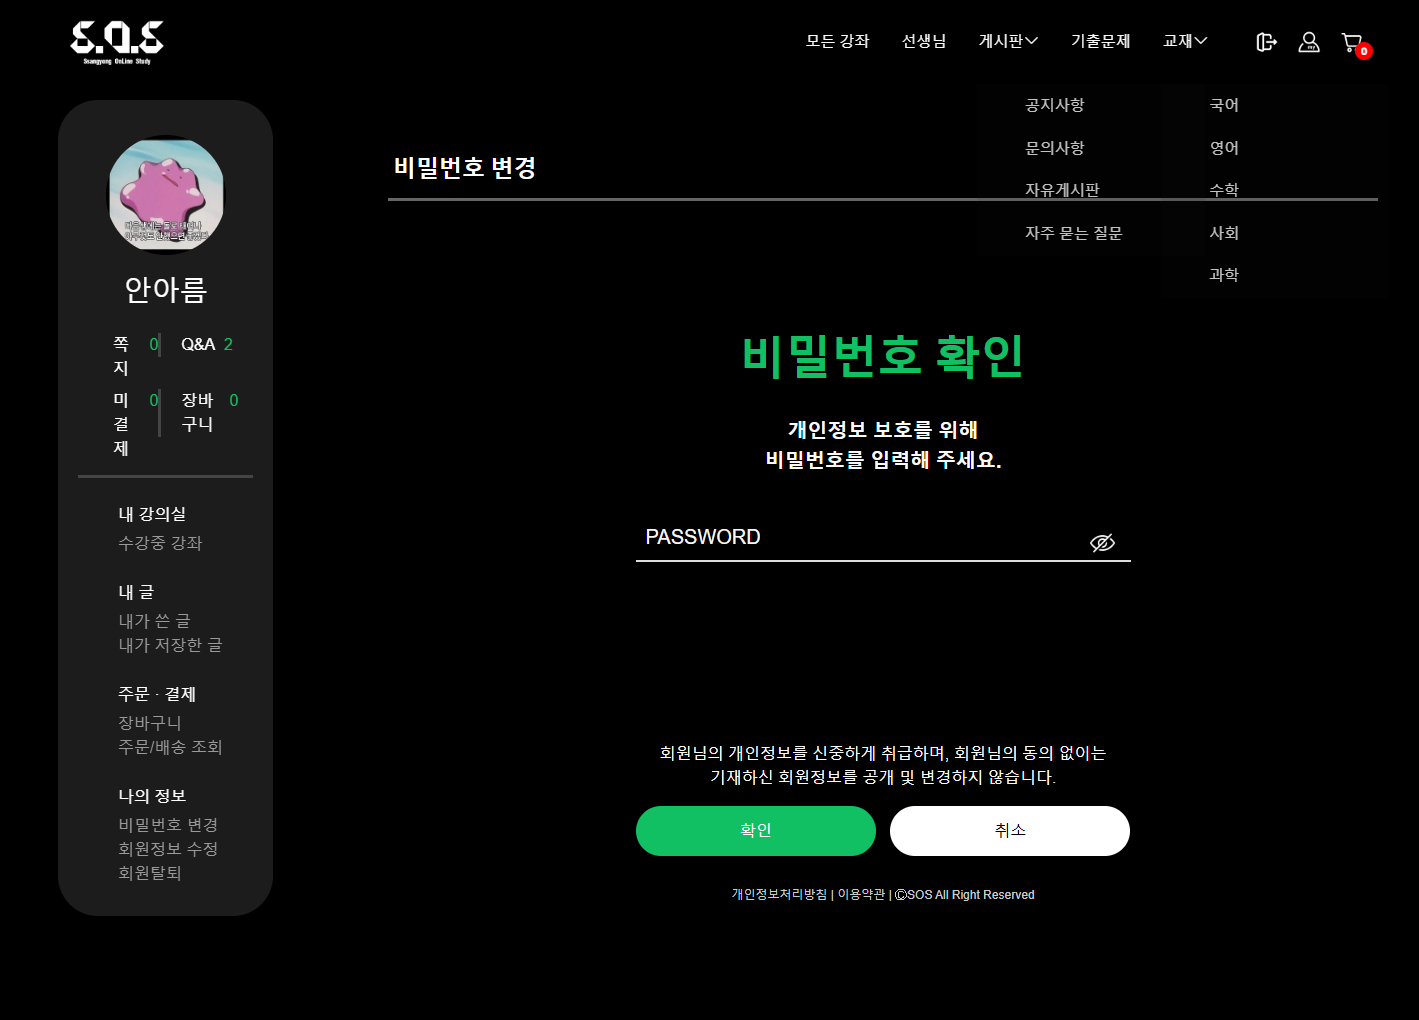 S.O.S
Ssangyong OnLine Study
모든 강좌
선생님
게시판
기출문제
교재
0
공지사항
문의사항
자유게시판
자주 묻는 질문
국어
영어
수학
사회
과학
안아름
쪽지 0
Q&A 2
미결제 0
장바구니 0
내 강의실
수강중 강좌
내 글
내가 쓴 글
내가 저장한 글
주문 · 결제
장바구니
주문/배송 조회
나의 정보
비밀번호 변경
회원정보 수정
회원탈퇴
비밀번호 변경
비밀번호 확인
개인정보 보호를 위해
비밀번호를 입력해 주세요.
PASSWORD
회원님의 개인정보를 신중하게 취급하며, 회원님의 동의 없이는
기재하신 회원정보를 공개 및 변경하지 않습니다.
확인
취소
개인정보처리방침 | 이용약관 | ⒸSOS All Right Reserved